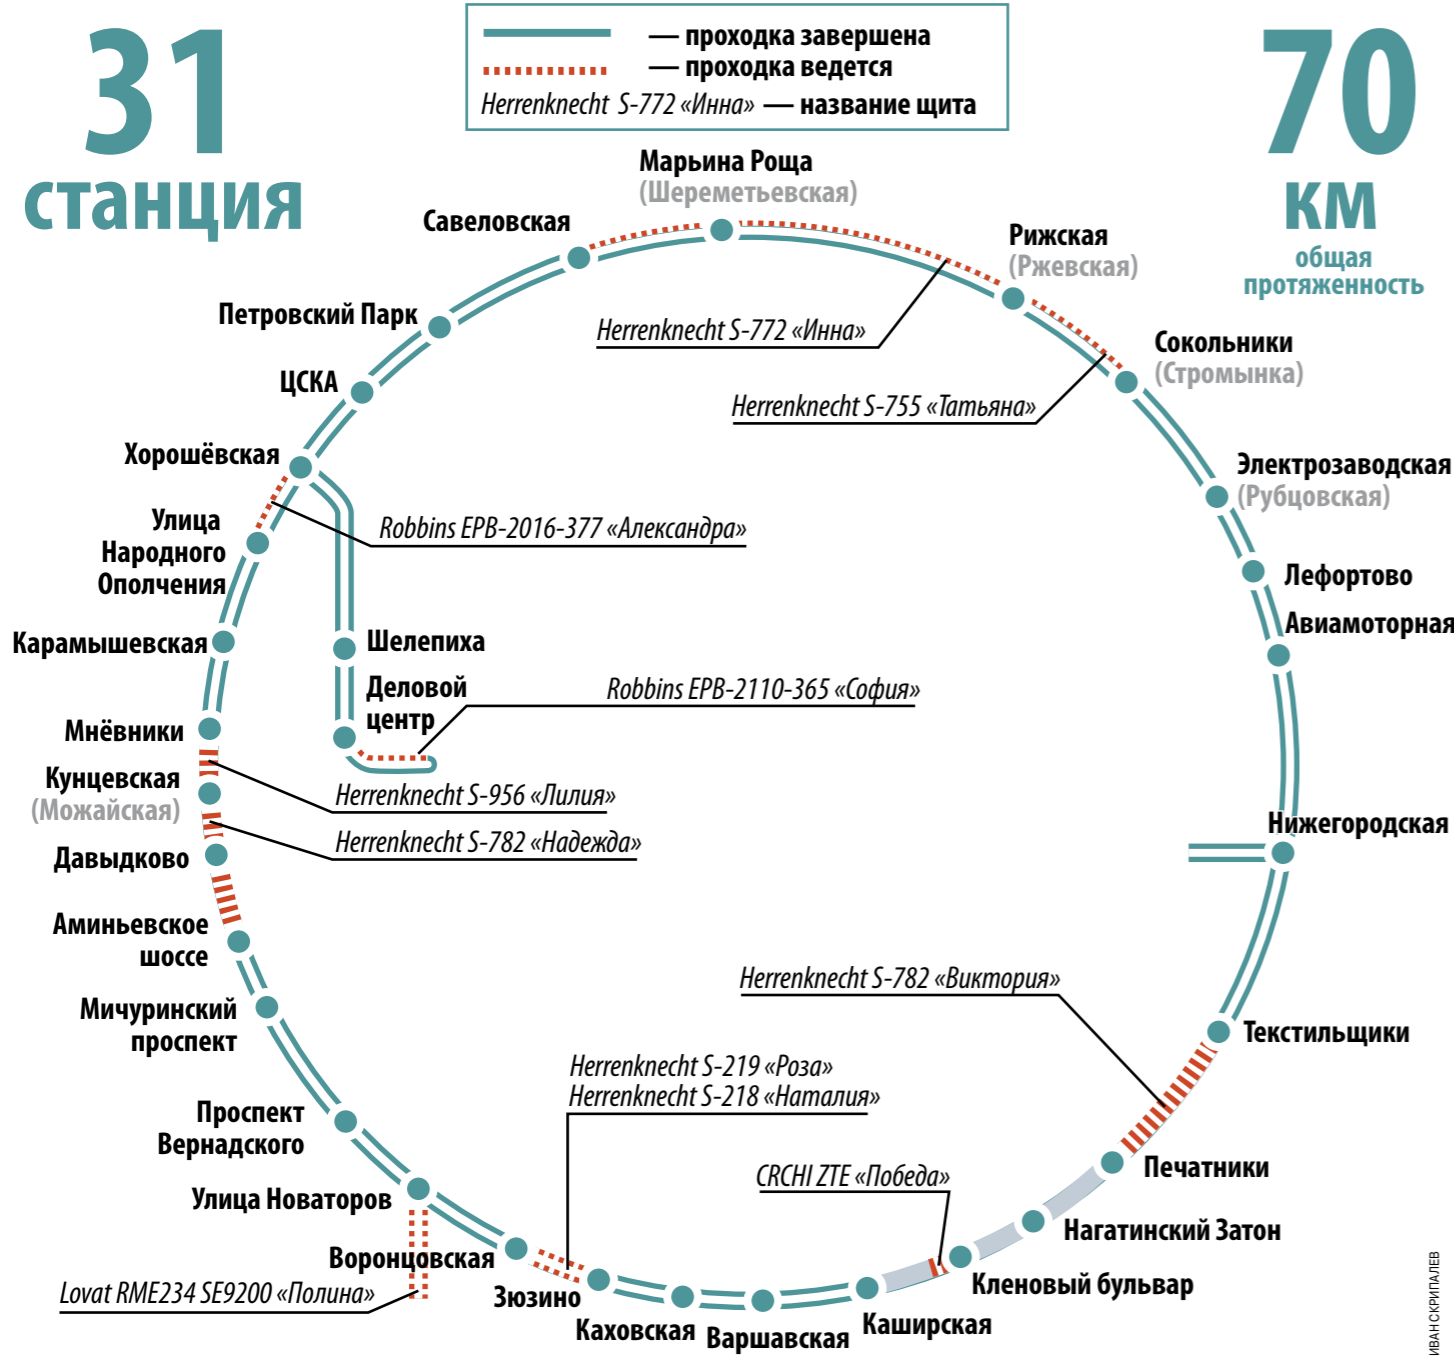 31
станция
— проходка завершена
— проходка ведется
Herrenknecht S-772 «Инна» — название щита
70
км
общая
протяженность
Марьина Роща
(Шереметьевская)
Савеловская
Рижская
(Ржевская)
Петровский Парк
Herrenknecht S-772 «Инна»
Сокольники
(Стромынка)
ЦСКА
Herrenknecht S-755 «Татьяна»
Хорошёвская
Электрозаводская
(Рубцовская)
Улица
Народного
Ополчения
Robbins EPB-2016-377 «Александра»
Лефортово
Авиамоторная
Карамышевская
Шелепиха
Деловой
центр
Robbins EPB-2110-365 «София»
Мнёвники
Кунцевская
(Можайская)
Herrenknecht S-956 «Лилия»
Нижегородская
Herrenknecht S-782 «Надежда»
Давыдково
Аминьевское
шоссе
Herrenknecht S-782 «Виктория»
Мичуринский
проспект
Текстильщики
Herrenknecht S-219 «Роза»
Herrenknecht S-218 «Наталия»
Проспект
Вернадского
CRCHI ZTE «Победа»
Печатники
Улица Новаторов
Нагатинский Затон
Воронцовская
Lovat RME234 SE9200 «Полина»
Зюзино
Кленовый бульвар
Каховская
Варшавская
Каширская
ИВАН СКРИПАЛЕВ